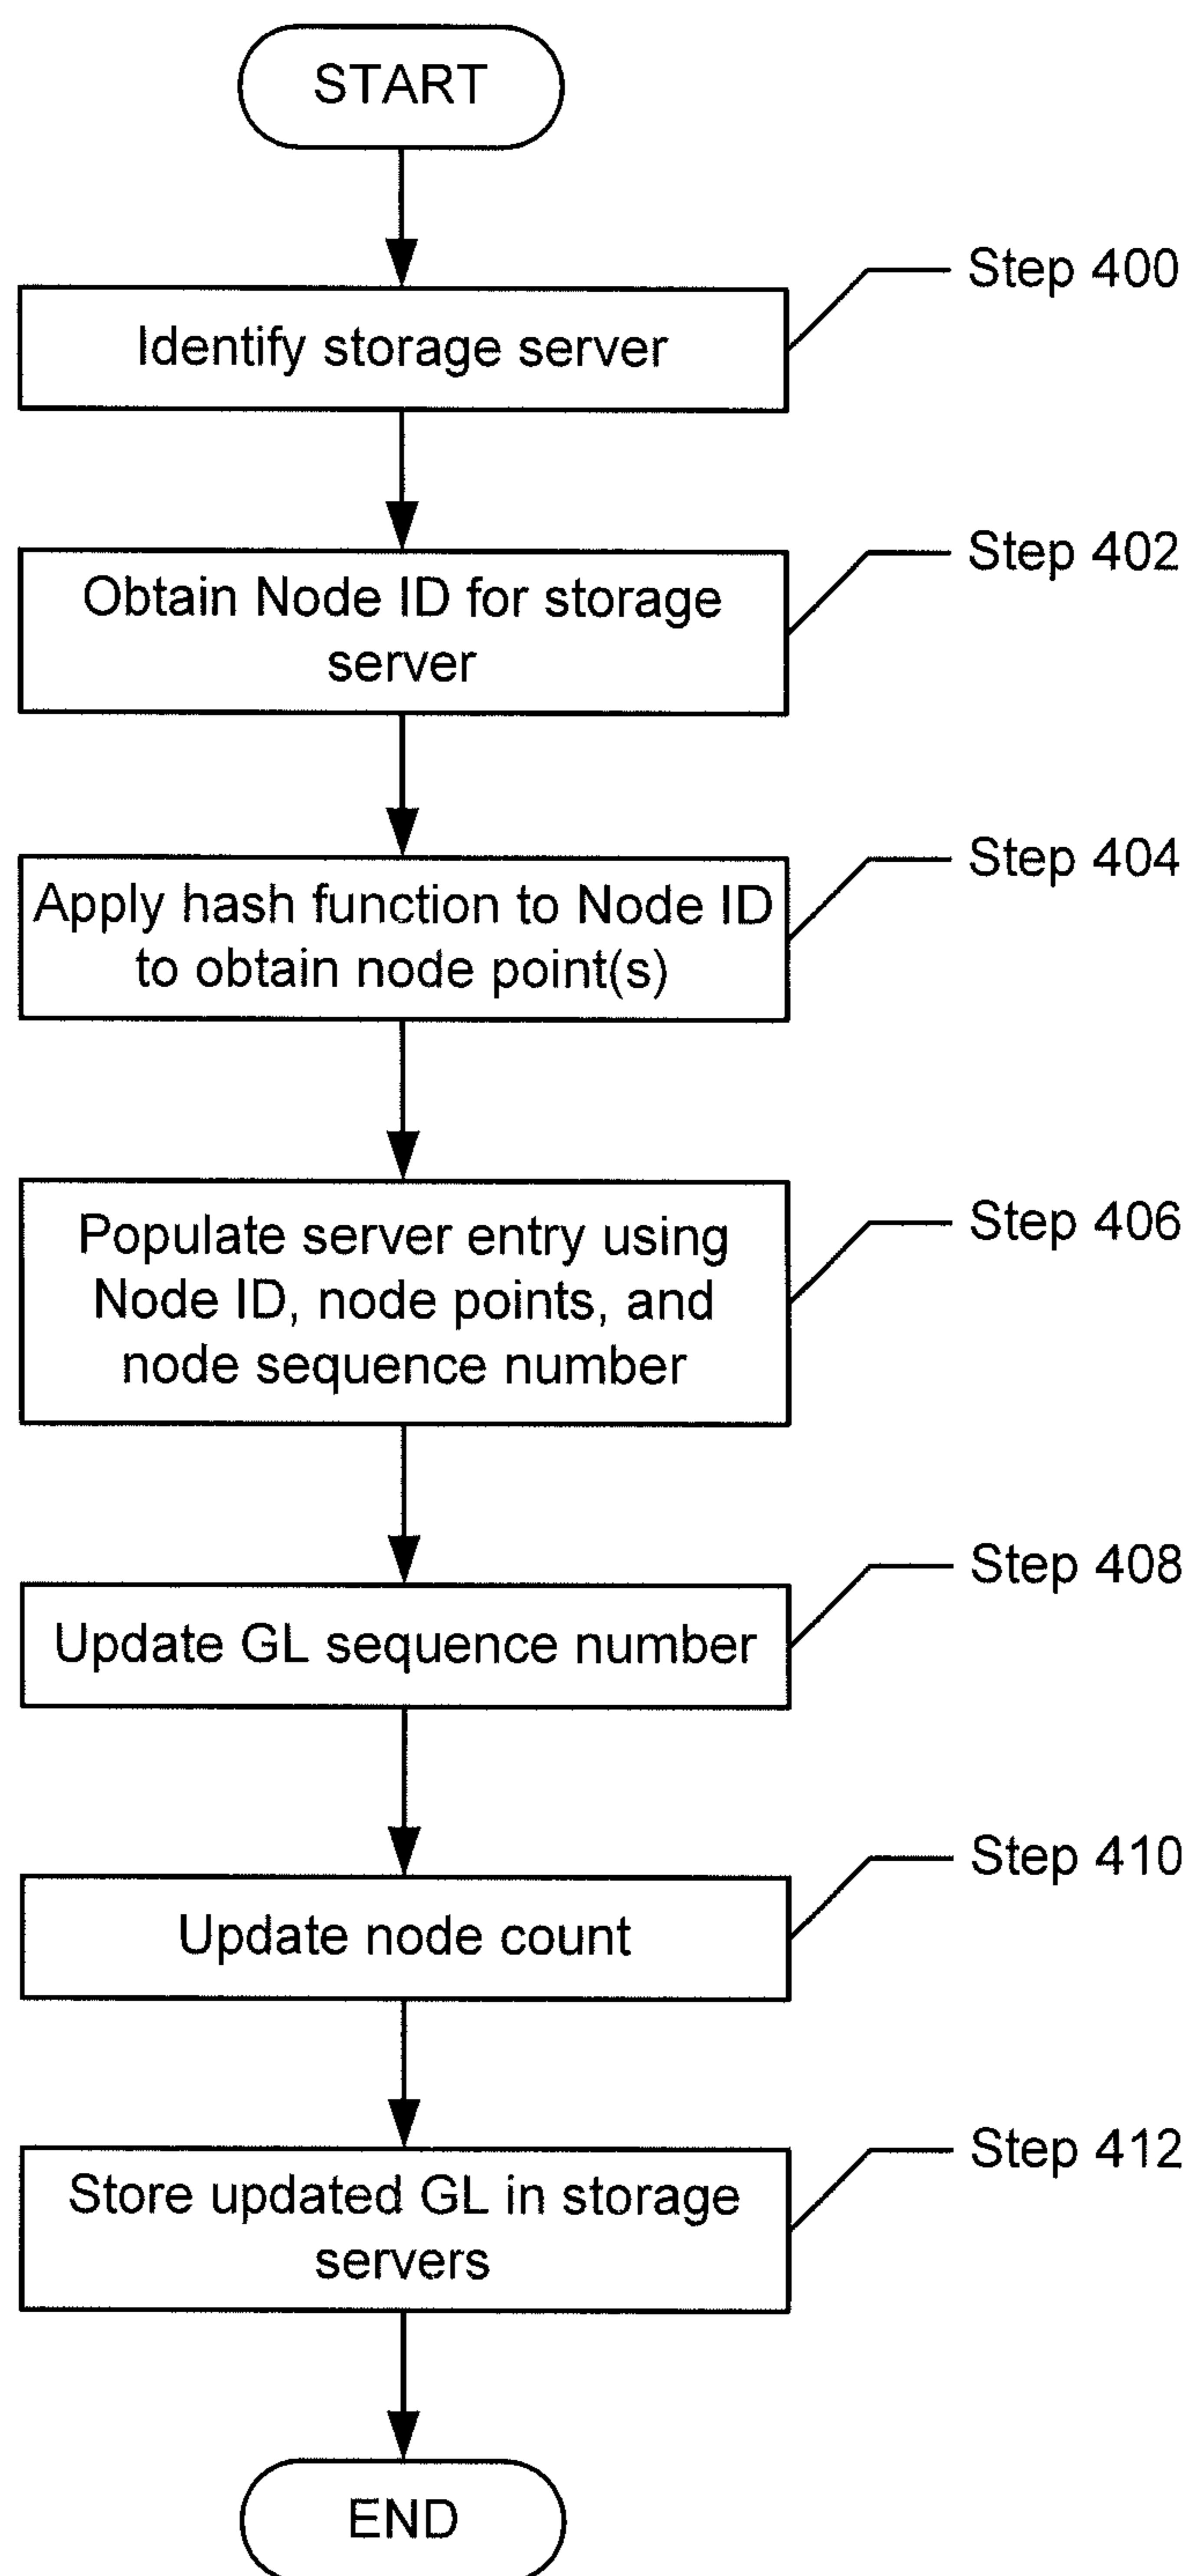 START
Step 400
Identify storage server
Step 402
Obtain Node ID for storage
server
Step 404
Apply hash function to Node ID
to obtain node point(s)
Step 406
Populate server entry using
Node ID, node points, and
node sequence number
Step 408
Update GL sequence number
Step 410
Update node count
Step 412
Store updated GL in storage
servers
END